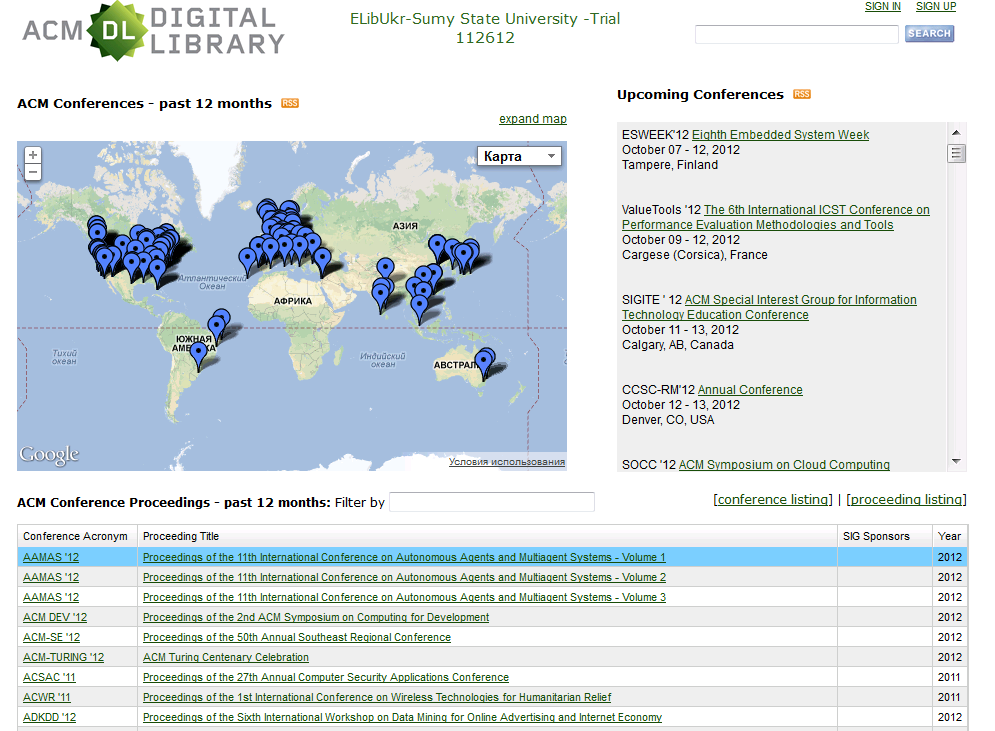 SIGN IN SIGN UP
ACM DL DIGITAL LIBRARY
ELibUkr-Sumy State University -Trial
112612
SEARCH
ACM Conferences - past 12 months RSS
expand map
+
−
Карта
АЗИЯ
Атлантический
Океан
АФРИКА
ЮЖНАЯ
АМЕРИКА
Тихий
океан
Индийский
океан
АВСТРАЛ
Google
Условия использования
Upcoming Conferences RSS
ESWEEK'12 Eighth Embedded System Week
October 07 - 12, 2012
Tampere, Finland
ValueTools '12 The 6th International ICST Conference on
Performance Evaluation Methodologies and Tools
October 09 - 12, 2012
Cargese (Corsica), France
SIGITE ' 12 ACM Special Interest Group for Information
Technology Education Conference
October 11 - 13, 2012
Calgary, AB, Canada
CCSC-RM'12 Annual Conference
October 12 - 13, 2012
Denver, CO, USA
SOCC '12 ACM Symposium on Cloud Computing
ACM Conference Proceedings - past 12 months: Filter by
[conference listing] | [proceeding listing]
Conference Acronym Proceeding Title SIG Sponsors Year
AAMAS '12 Proceedings of the 11th International Conference on Autonomous Agents and Multiagent Systems - Volume 1 2012
AAMAS '12 Proceedings of the 11th International Conference on Autonomous Agents and Multiagent Systems - Volume 2 2012
AAMAS '12 Proceedings of the 11th International Conference on Autonomous Agents and Multiagent Systems - Volume 3 2012
ACM DEV '12 Proceedings of the 2nd ACM Symposium on Computing for Development 2012
ACM-SE '12 Proceedings of the 50th Annual Southeast Regional Conference 2012
ACM-TURING '12 ACM Turing Centenary Celebration 2012
ACSAC '11 Proceedings of the 27th Annual Computer Security Applications Conference 2011
ACWR '11 Proceedings of the 1st International Conference on Wireless Technologies for Humanitarian Relief 2011
ADKDD '12 Proceedings of the Sixth International Workshop on Data Mining for Online Advertising and Internet Economy 2012